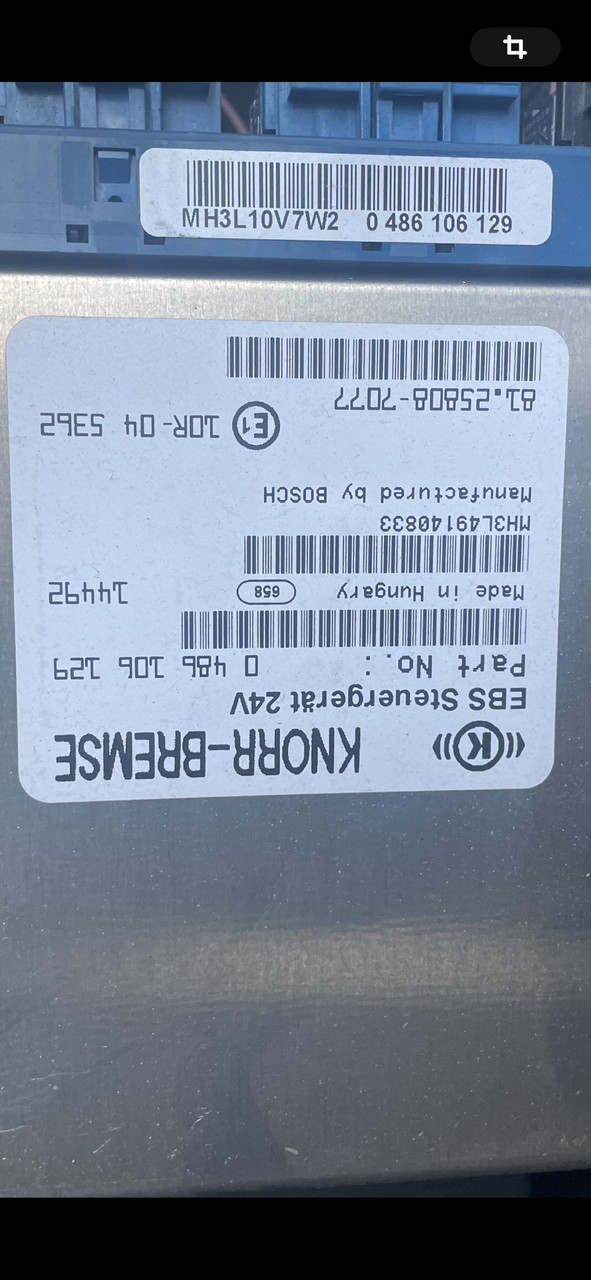 MH3L10V7W2 0 486 106 129
((K)) KNORR-BREMSE
EBS Steuergerät 24V
Part No.: 0 486 106 129
Made in Hungary 658 14492
MH3L49140833
Manufactured by BOSCH
E1 10R-04 5362
81.25808-7077